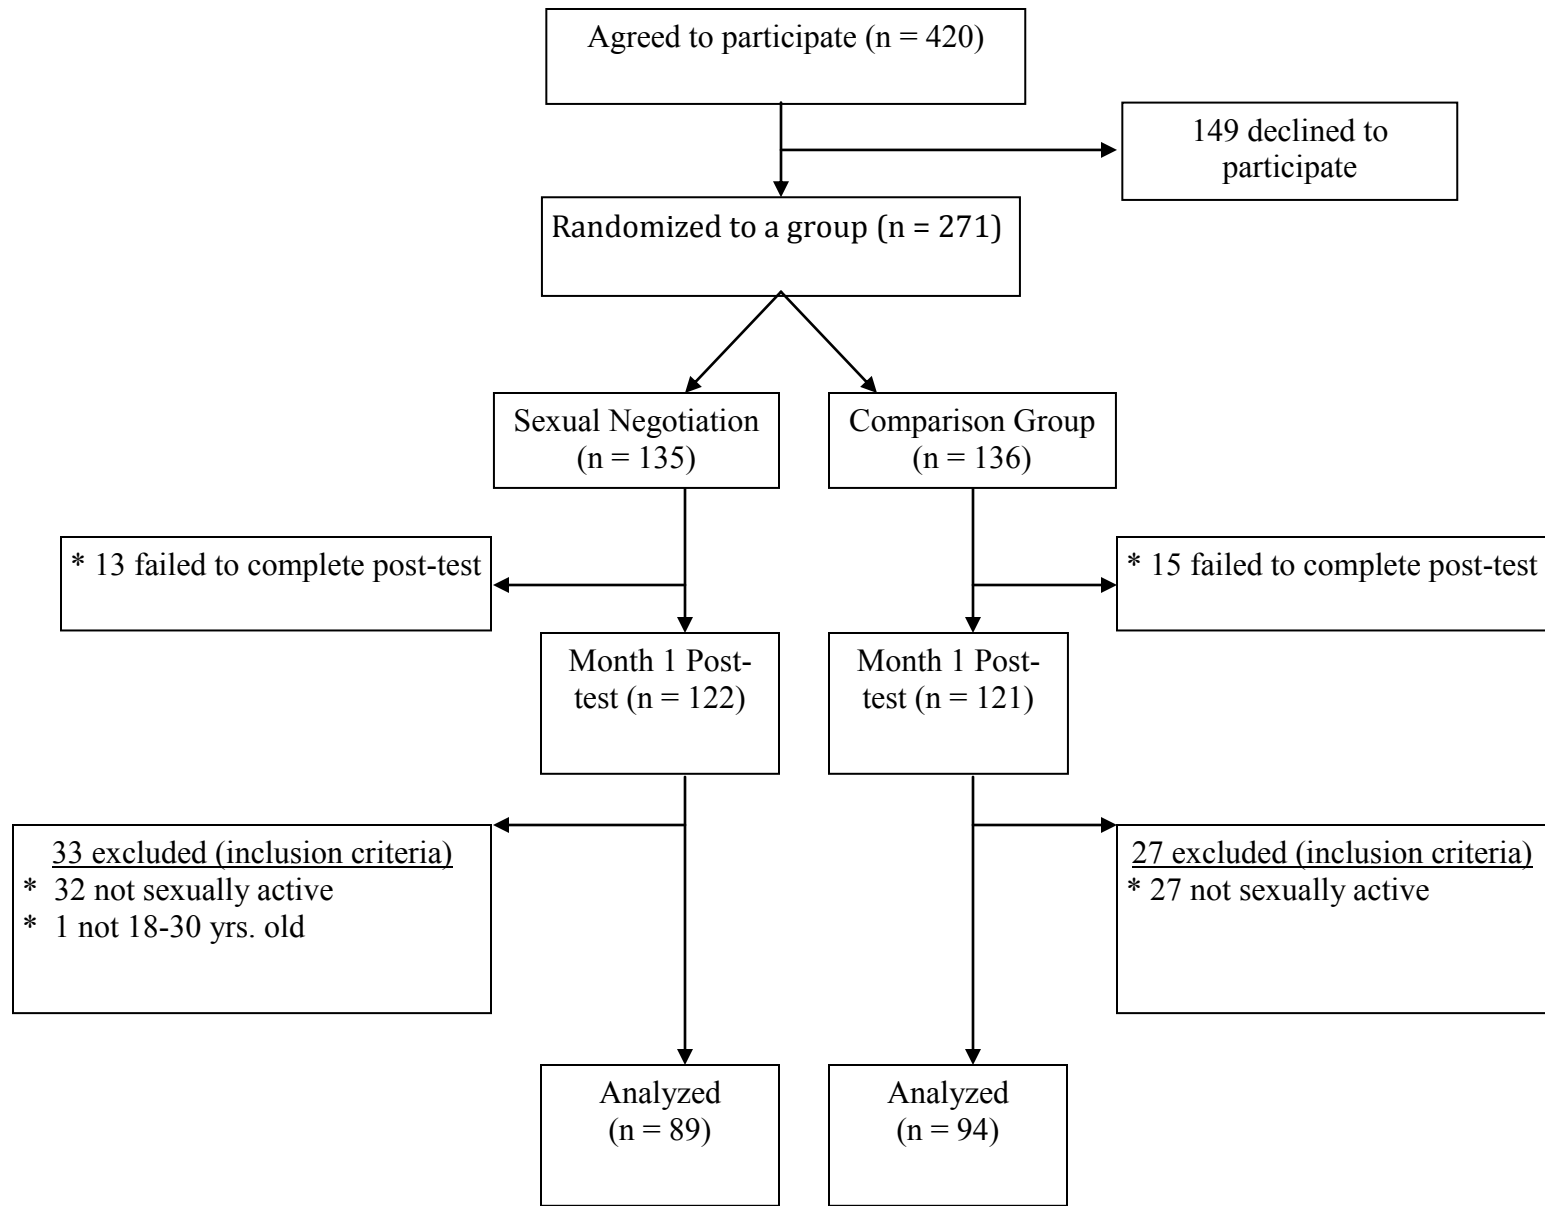 Agreed to participate (n = 420)
149 declined to
participate
Randomized to a group (n = 271)
Sexual Negotiation
(n = 135)
Comparison Group
(n = 136)
* 13 failed to complete post-test
* 15 failed to complete post-test
Month 1 Post-
test (n = 122)
Month 1 Post-
test (n = 121)
33 excluded (inclusion criteria)
* 32 not sexually active
* 1 not 18-30 yrs. old
27 excluded (inclusion criteria)
* 27 not sexually active
Analyzed
(n = 89)
Analyzed
(n = 94)